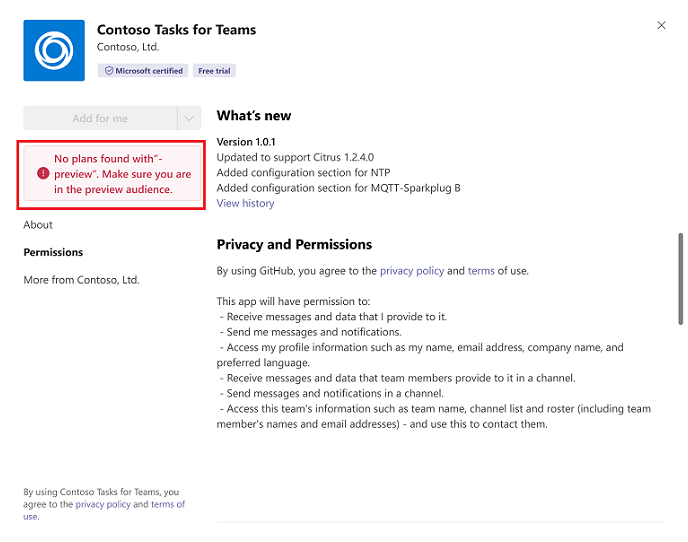 Contoso Tasks for Teams
Contoso, Ltd.
Microsoft certified
Free trial
Add for me
No plans found with“-
preview”. Make sure you are
in the preview audience.
About
Permissions
More from Contoso, Ltd.
What’s new
Version 1.0.1
Updated to support Citrus 1.2.4.0
Added configuration section for NTP
Added configuration section for MQTT-Sparkplug B
View history
Privacy and Permissions
By using GitHub, you agree to the privacy policy and terms of use.
This app will have permission to:
- Receive messages and data that I provide to it.
- Send me messages and notifications.
- Access my profile information such as my name, email address, company name, and
preferred language.
- Receive messages and data that team members provide to it in a channel.
- Send messages and notifications in a channel.
- Access this team's information such as team name, channel list and roster (including team
member's names and email addresses) - and use this to contact them.
By using Contoso Tasks for Teams, you
agree to the privacy policy and terms of
use.